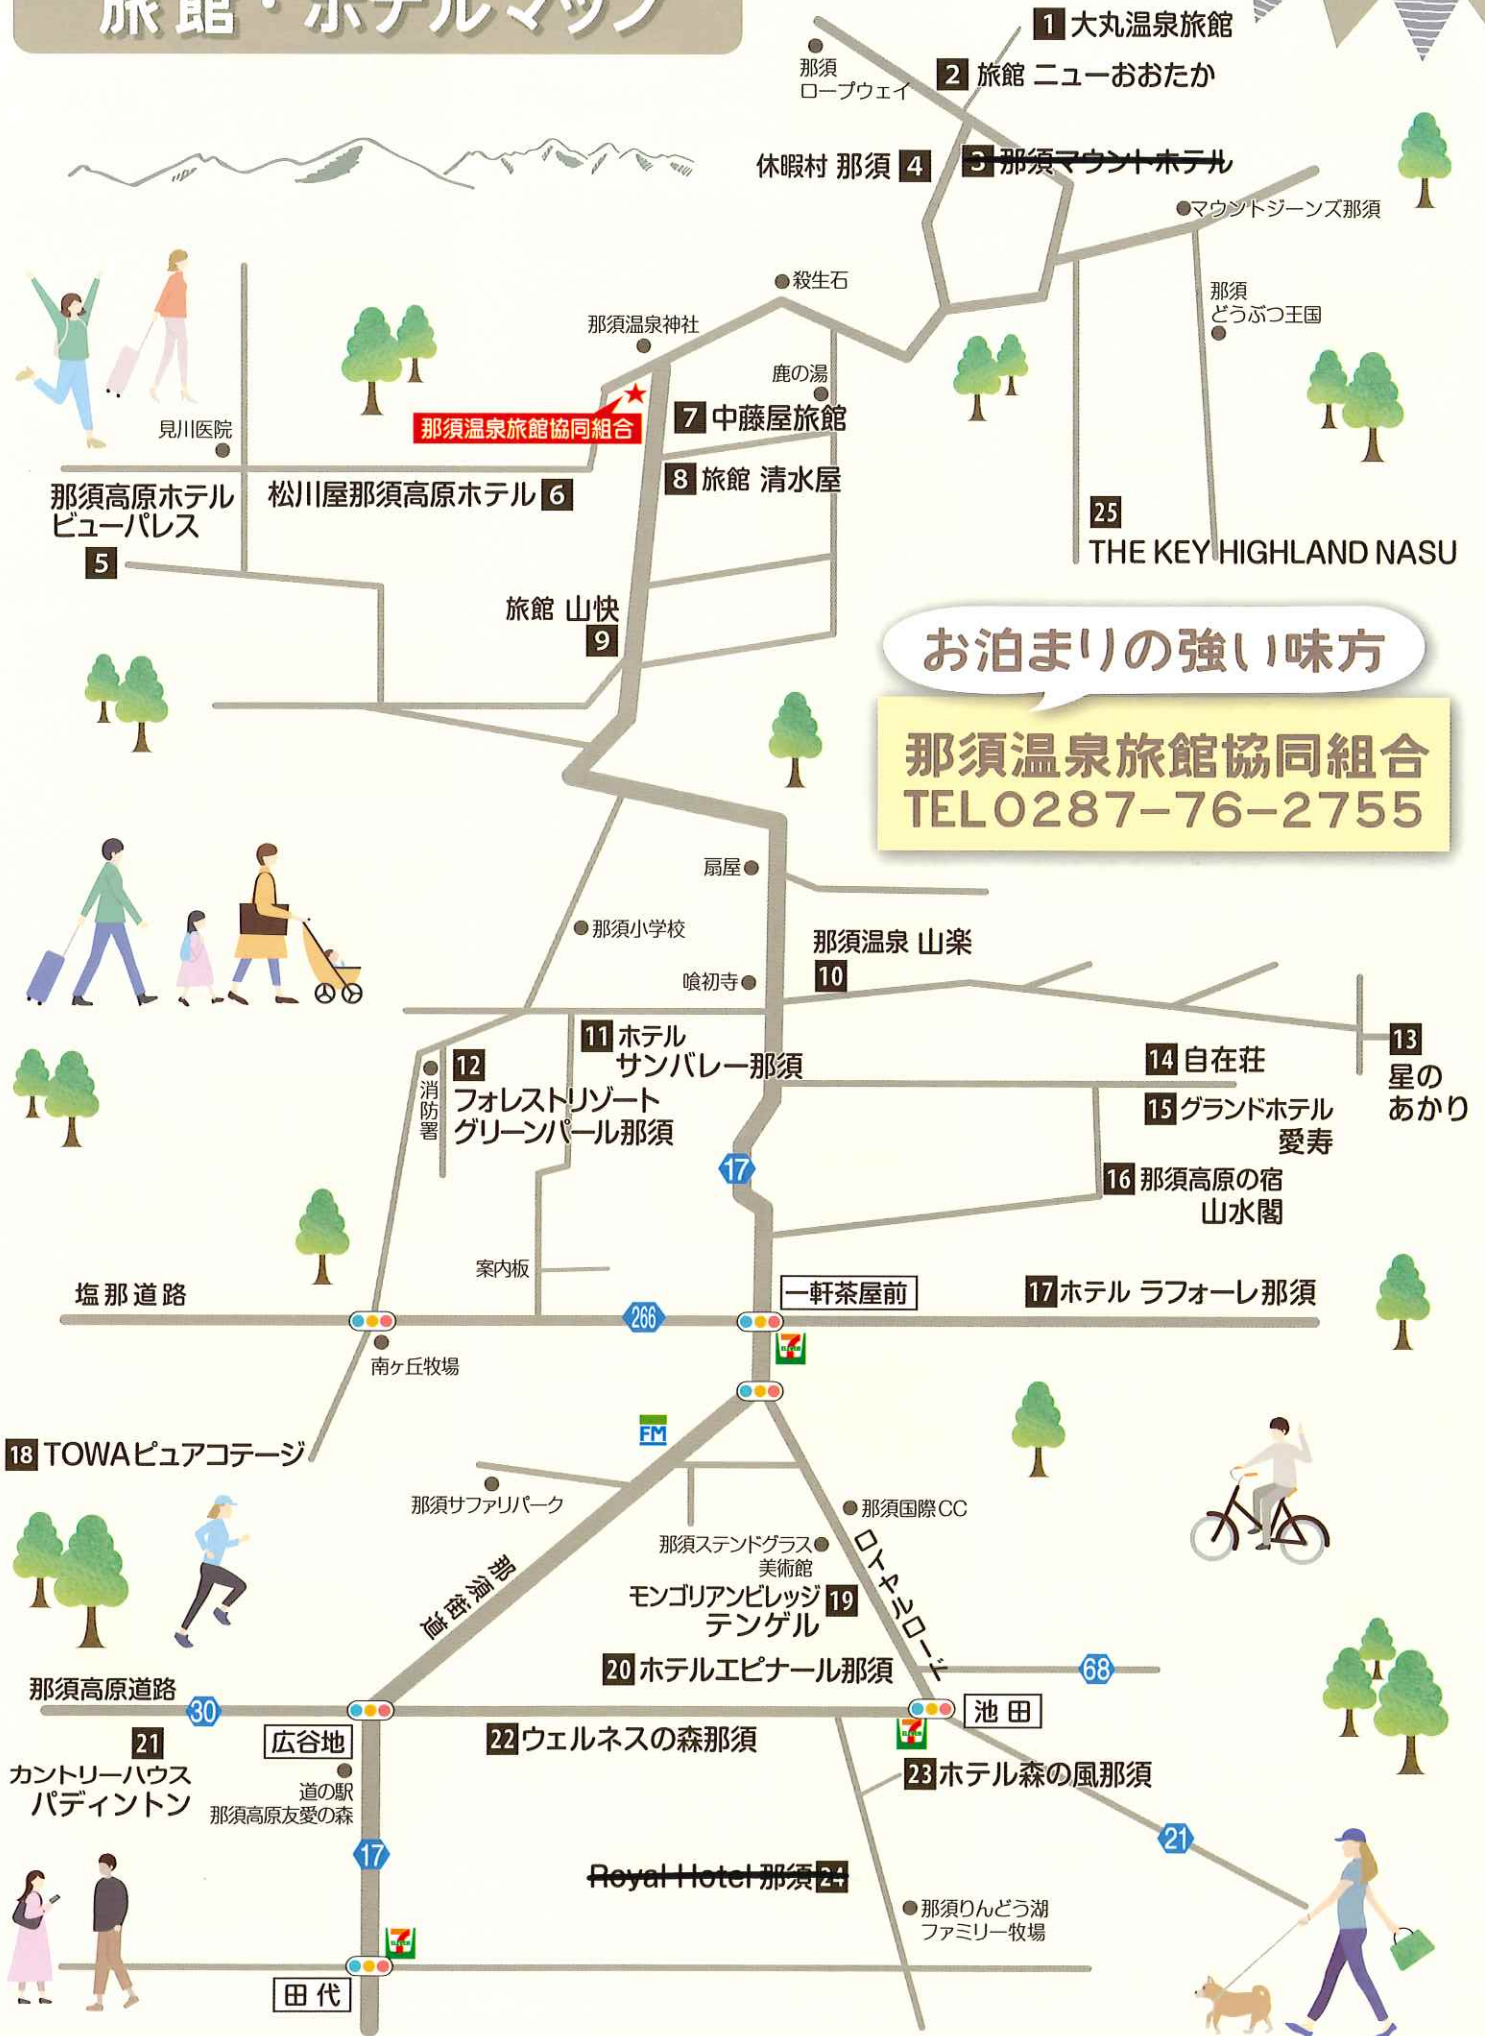 旅館・ホテルマップ
1 大丸温泉旅館
那須
ロープウェイ
2 旅館 ニューおおたか
休暇村 那須 4
3 那須マウントホテル
マウントジーンズ那須
殺生石
那須
どうぶつ王国
那須温泉神社
鹿の湯
那須温泉旅館協同組合
7 中藤屋旅館
見川医院
8 旅館 清水屋
那須高原ホテル
ビューパレス
5
松川屋那須高原ホテル 6
25
THE KEY HIGHLAND NASU
旅館 山快
9
お泊まりの強い味方
那須温泉旅館協同組合
TEL0287-76-2755
扇屋
那須小学校
那須温泉 山楽
10
喰初寺
11 ホテル
サンバレー那須
12
フォレストリゾート
グリーンパール那須
消防署
13
星の
あかり
14 自在荘
15 グランドホテル
愛寿
17
16 那須高原の宿
山水閣
案内板
塩那道路
266
一軒茶屋前
17 ホテル ラフォーレ那須
7
ELEVEN
南ヶ丘牧場
FM
18 TOWAピュアコテージ
那須サファリパーク
那須国際CC
那須ステンドグラス
美術館
ロイヤルロード
那須街道
モンゴリアンビレッジ
テンゲル
19
20 ホテルエピナール那須
68
那須高原道路
30
池田
広谷地
22 ウェルネスの森那須
7
ELEVEN
21
カントリーハウス
パディントン
道の駅
那須高原友愛の森
23 ホテル森の風那須
21
17
Royal Hotel 那須 24
那須りんどう湖
ファミリー牧場
7
ELEVEN
田代